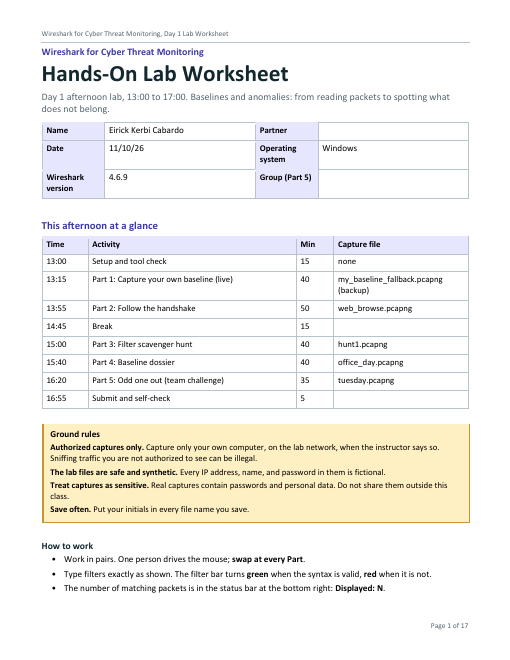 Wireshark for Cyber Threat Monitoring, Day 1 Lab Worksheet
Wireshark for Cyber Threat Monitoring
Hands-On Lab Worksheet
Day 1 afternoon lab, 13:00 to 17:00. Baselines and anomalies: from reading packets to spotting what
does not belong.
Name Eirick Kerbi Cabardo Partner
Date 11/10/26 Operating system Windows
Wireshark version 4.6.9 Group (Part 5)
This afternoon at a glance
Time Activity Min Capture file
13:00 Setup and tool check 15 none
13:15 Part 1: Capture your own baseline (live) 40 my_baseline_fallback.pcapng
(backup)
13:55 Part 2: Follow the handshake 50 web_browse.pcapng
14:45 Break 15
15:00 Part 3: Filter scavenger hunt 40 hunt1.pcapng
15:40 Part 4: Baseline dossier 40 office_day.pcapng
16:20 Part 5: Odd one out (team challenge) 35 tuesday.pcapng
16:55 Submit and self-check 5
Ground rules
Authorized captures only. Capture only your own computer, on the lab network, when the instructor says so.
Sniffing traffic you are not authorized to see can be illegal.
The lab files are safe and synthetic. Every IP address, name, and password in them is fictional.
Treat captures as sensitive. Real captures contain passwords and personal data. Do not share them outside this
class.
Save often. Put your initials in every file name you save.
How to work
• Work in pairs. One person drives the mouse; swap at every Part.
• Type filters exactly as shown. The filter bar turns green when the syntax is valid, red when it is not.
• The number of matching packets is in the status bar at the bottom right: Displayed: N.
Page 1 of 17